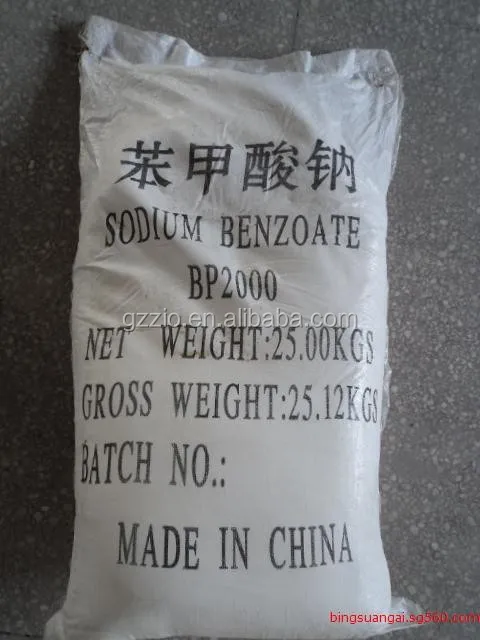 苯甲酸钠
SODIUM BENZOATE
BP2000
gzzio.en.alibaba.com
NET WEIGHT:25.00KGS
GROSS WEIGHT:25.12KGS
BATCH NO.:
MADE IN CHINA
bingsuangai.sg560.com